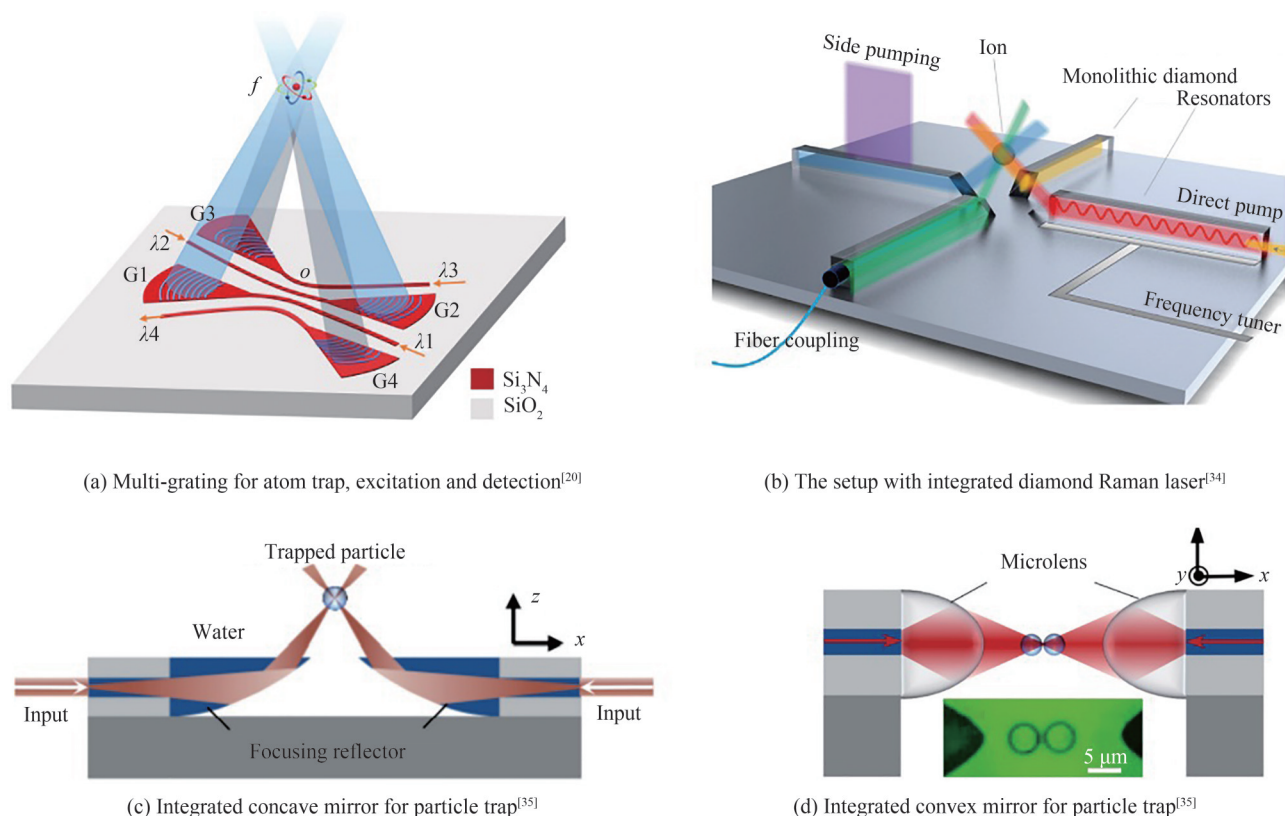 f
G3
λ2
o
λ3
G1
G2
λ4
λ1
G4
Si₃N₄
SiO₂
(a) Multi-grating for atom trap, excitation and detection[20]
Side pumping
Ion
Monolithic diamond
Resonators
Direct pump
Frequency tuner
Fiber coupling
(b) The setup with integrated diamond Raman laser[34]
Trapped particle
Water
z
x
Input
Input
Focusing reflector
(c) Integrated concave mirror for particle trap[35]
Microlens
y
x
5 μm
(d) Integrated convex mirror for particle trap[35]